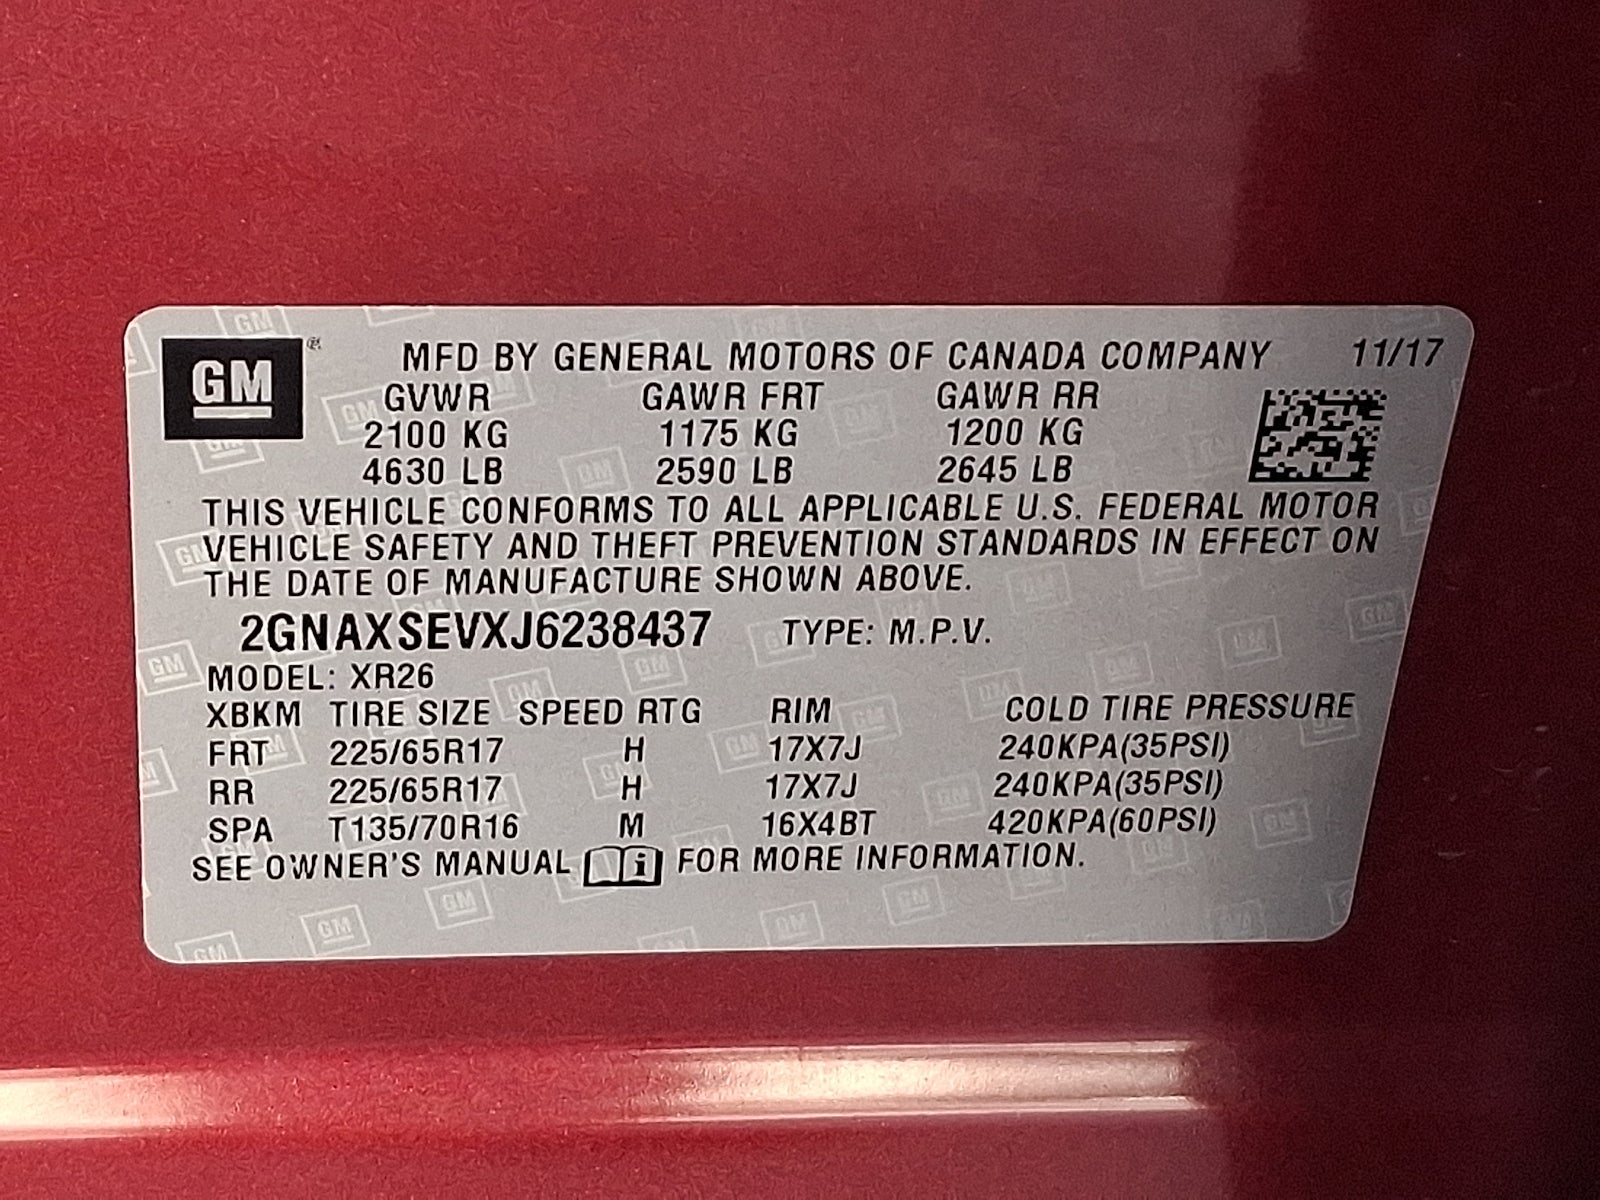 GM® MFD BY GENERAL MOTORS OF CANADA COMPANY 11/17
GVWR GAWR FRT GAWR RR
2100 KG 1175 KG 1200 KG
4630 LB 2590 LB 2645 LB
THIS VEHICLE CONFORMS TO ALL APPLICABLE U.S. FEDERAL MOTOR
VEHICLE SAFETY AND THEFT PREVENTION STANDARDS IN EFFECT ON
THE DATE OF MANUFACTURE SHOWN ABOVE.
2GNAXSEVXJ6238437 TYPE: M.P.V.
MODEL: XR26
XBKM TIRE SIZE SPEED RTG RIM COLD TIRE PRESSURE
FRT 225/65R17 H 17X7J 240KPA(35PSI)
RR 225/65R17 H 17X7J 240KPA(35PSI)
SPA T135/70R16 M 16X4BT 420KPA(60PSI)
SEE OWNER'S MANUAL i FOR MORE INFORMATION.